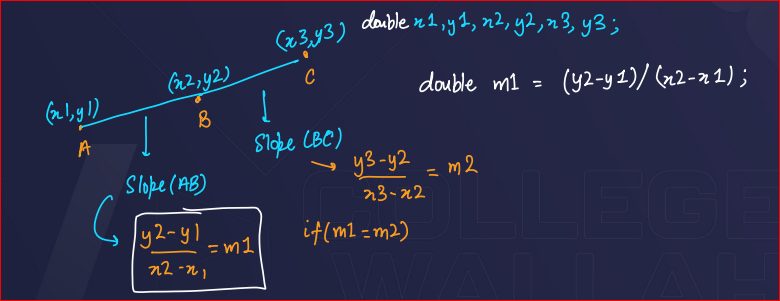 double x1, y1, x2, y2, x3, y3;
(x3, y3)
C
double m1 = (y2-y1)/(x2-x1);
(x2, y2)
B
(x1, y1)
A
Slope (BC)
→ y3-y2
x3-x2
= m2
Slope (AB)
y2-y1
x2-x1
= m1
if(m1=m2)
COLLEGE
WALLAH